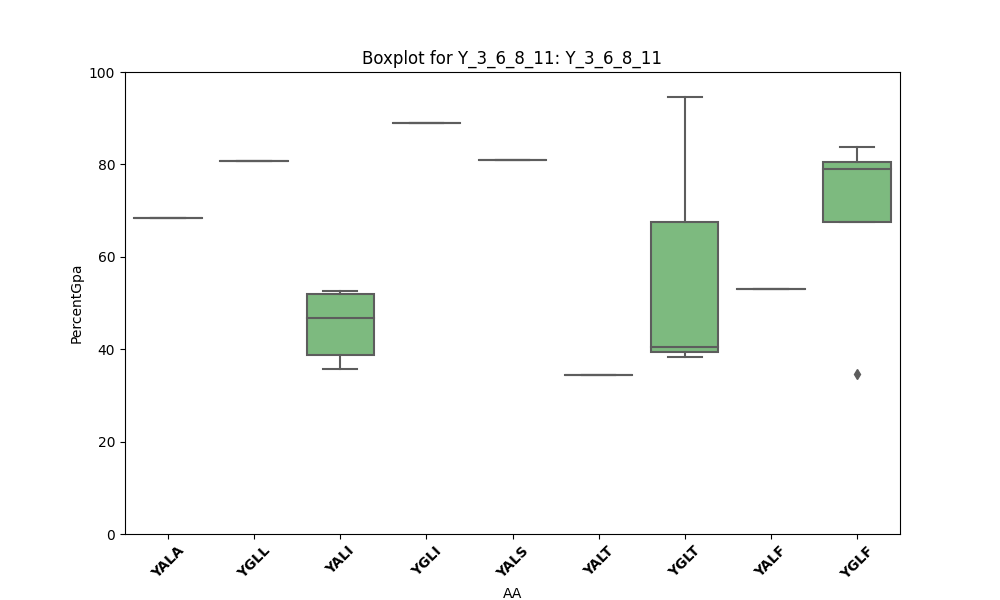 Boxplot for Y_3_6_8_11: Y_3_6_8_11
100
80
60
40
20
0
PercentGpa
YALA
YGLL
YALI
YGLI
YALS
YALT
YGLT
YALF
YGLF
AA